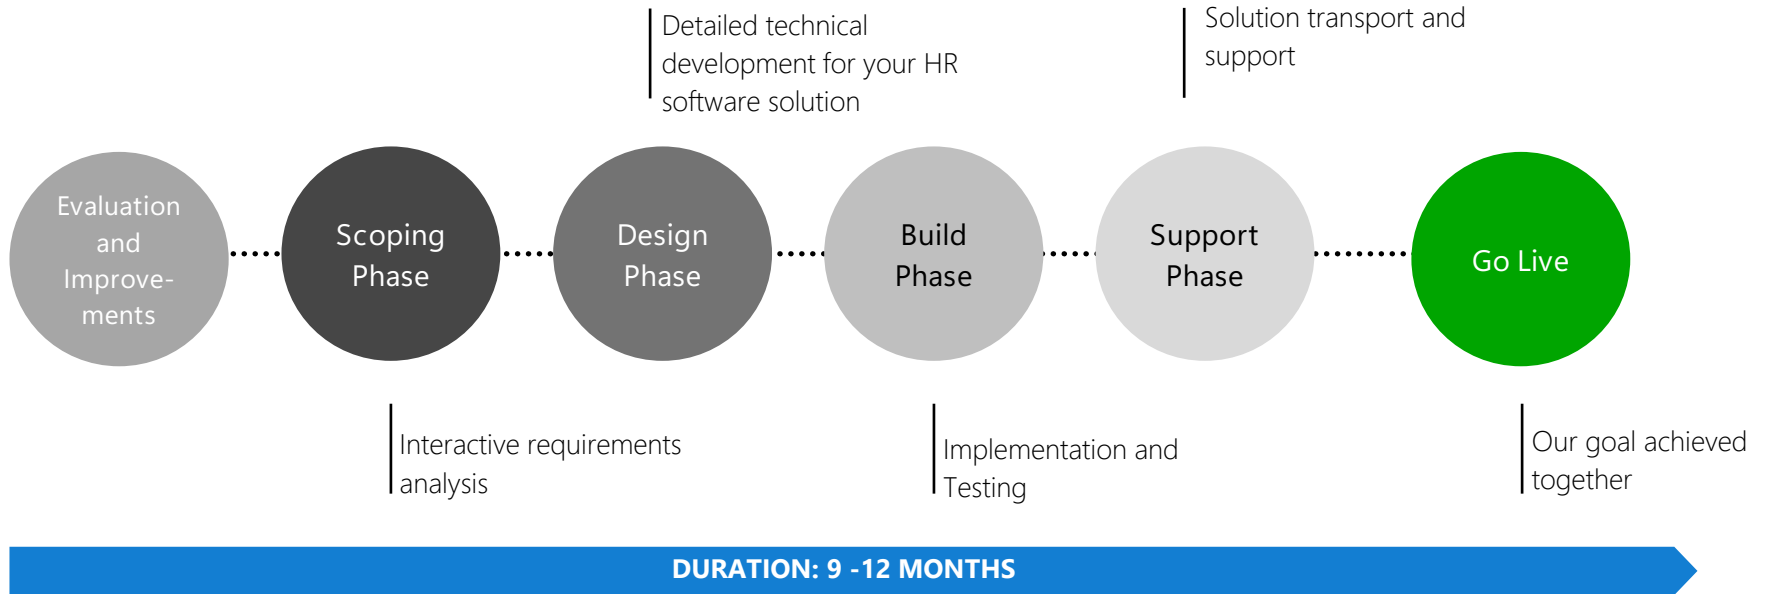 Detailed technical
development for your HR
software solution
Solution transport and
support
Evaluation
and
Improve-
ments
Scoping
Phase
Design
Phase
Build
Phase
Support
Phase
Go Live
Interactive requirements
analysis
Implementation and
Testing
Our goal achieved
together
DURATION: 9 -12 MONTHS